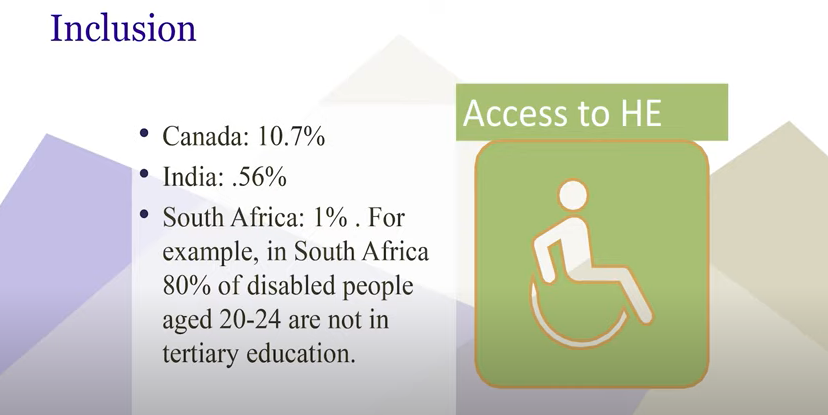 Inclusion
Access to HE
• Canada: 10.7%
• India: .56%
• South Africa: 1% . For
example, in South Africa
80% of disabled people
aged 20-24 are not in
tertiary education.